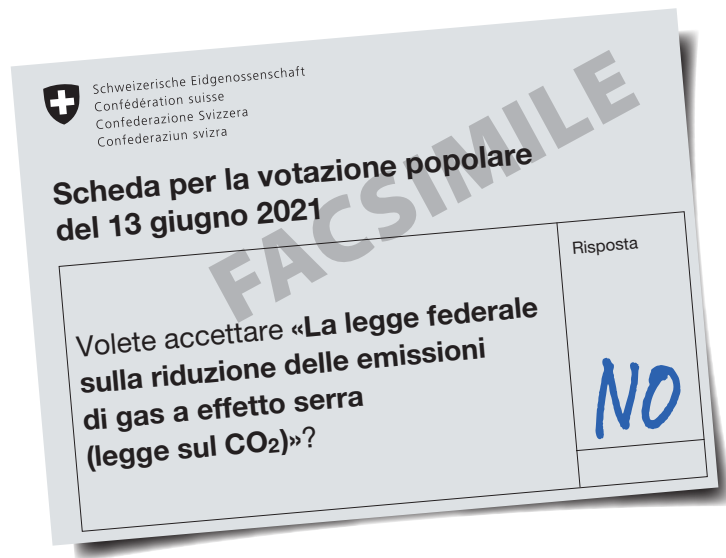 Schweizerische Eidgenossenschaft
Confédération suisse
Confederazione Svizzera
Confederaziun svizra
Scheda per la votazione popolare
del 13 giugno 2021
FACSIMILE
Risposta
Volete accettare «La legge federale
sulla riduzione delle emissioni
di gas a effetto serra
(legge sul CO₂)»?
NO